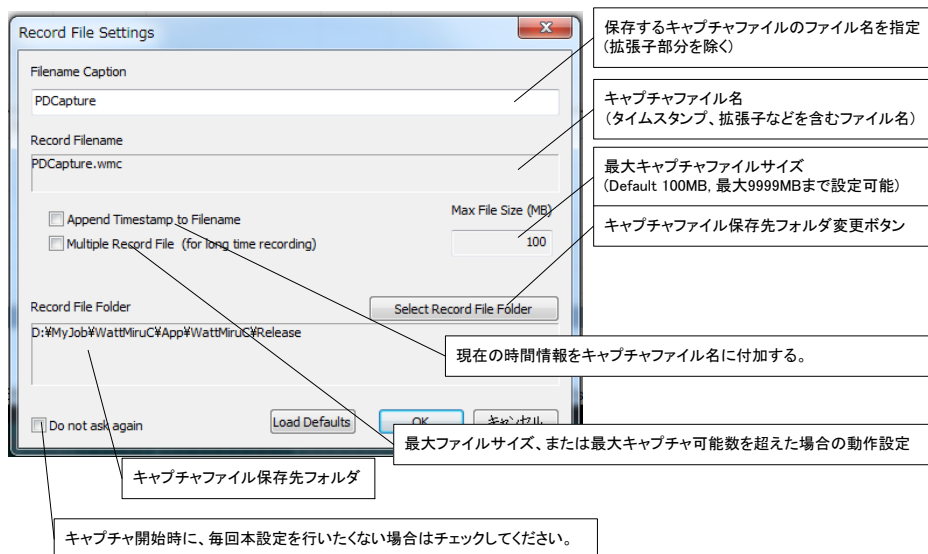 Record File Settings
保存するキャプチャファイルのファイル名を指定
(拡張子部分を除く)
Filename Caption
PDCapture
キャプチャファイル名
(タイムスタンプ、拡張子などを含むファイル名)
Record Filename
PDCapture.wmc
最大キャプチャファイルサイズ
(Default 100MB, 最大9999MBまで設定可能)
Append Timestamp to Filename
Max File Size (MB)
キャプチャファイル保存先フォルダ変更ボタン
Multiple Record File (for long time recording)
100
Record File Folder
Select Record File Folder
D:¥MyJob¥WattMiruC¥App¥WattMiruC¥Release
現在の時間情報をキャプチャファイル名に付加する。
Do not ask again
Load Defaults
OK
キャンセル
最大ファイルサイズ、または最大キャプチャ可能数を超えた場合の動作設定
キャプチャファイル保存先フォルダ
キャプチャ開始時に、毎回本設定を行いたくない場合はチェックしてください。